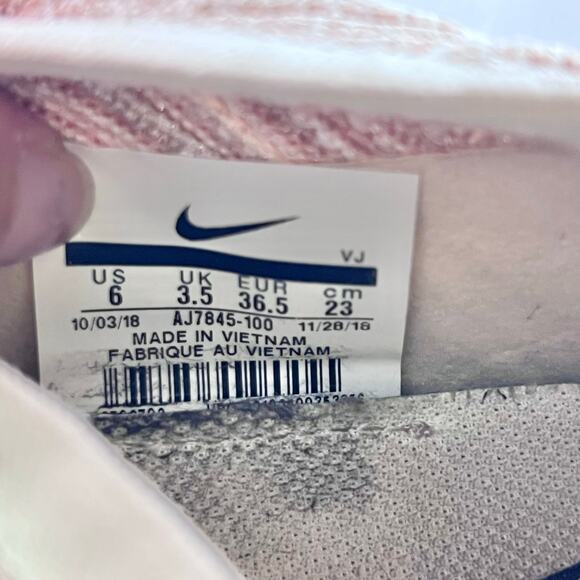 VJ
US UK EUR cm
6 3.5 36.5 23
10/03/18 AJ7845-100 11/28/18
MADE IN VIETNAM
FABRIQUE AU VIETNAM